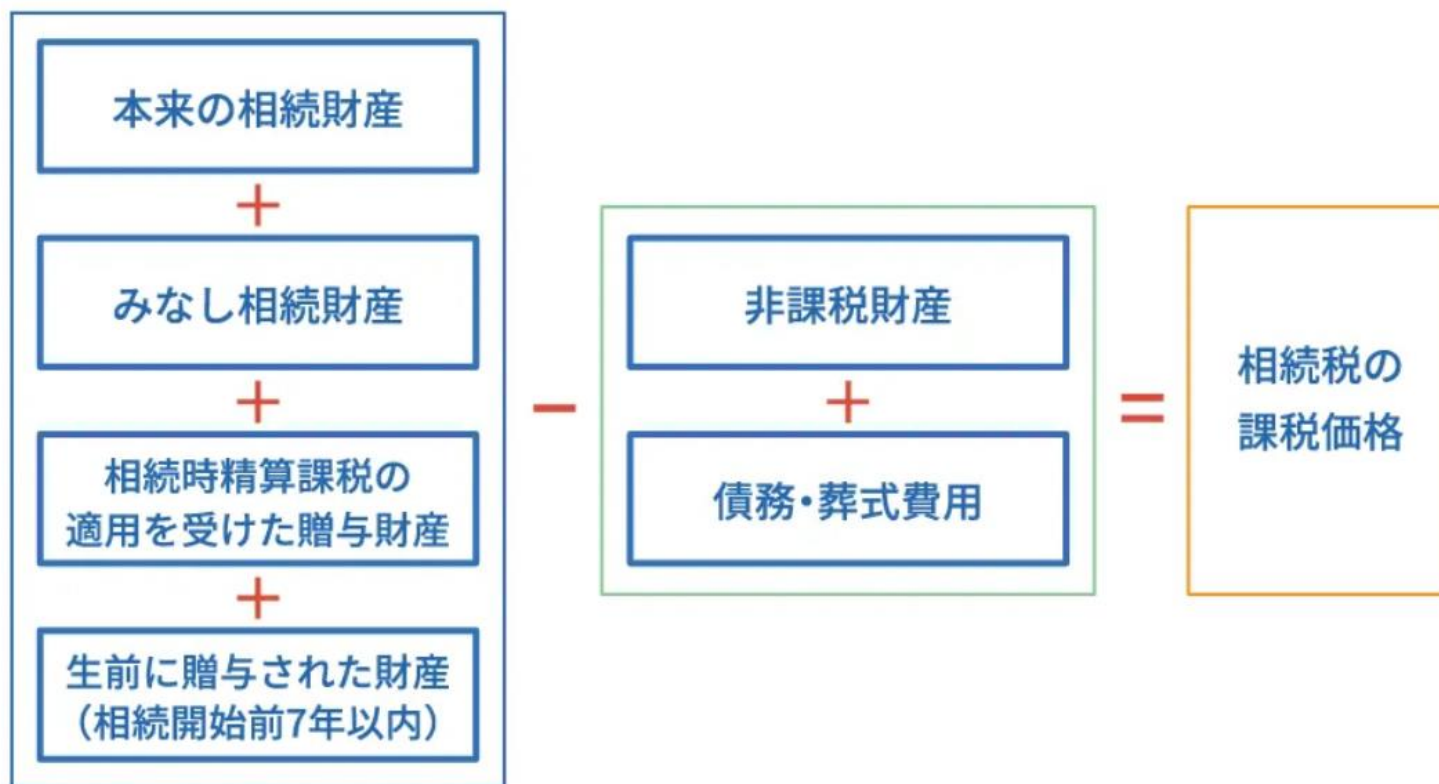 本来の相続財産
＋
みなし相続財産
＋
相続時精算課税の
適用を受けた贈与財産
＋
生前に贈与された財産
（相続開始前7年以内）
－
非課税財産
＋
債務・葬式費用
＝
相続税の
課税価格